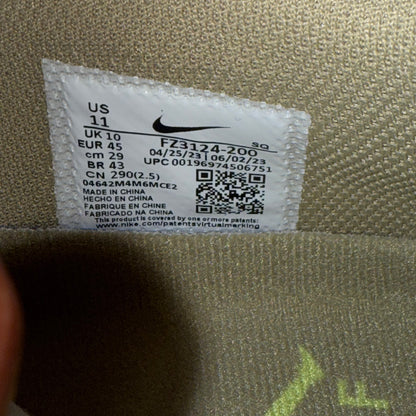 US
11
UK 10
EUR 45
cm 29
BR 43
CN 290(2.5)
SO
FZ3124-200
04/25/23 | 06/02/23
UPC 00196974506751
04642M4M6MCE2
MADE IN CHINA
HECHO EN CHINA
FABRIQUE EN CHINE
FABRICADO NA CHINA
This product is covered by one or more patents:
www.nike.com/patentsvirtualmarking
F